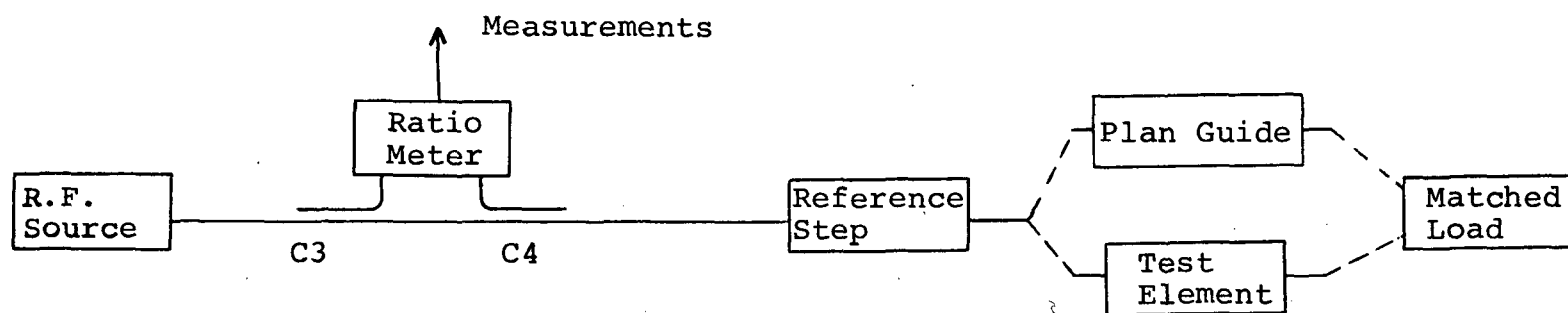 Measurements
Ratio
Meter
R.F.
Source
C3
C4
Reference
Step
Plan Guide
Test
Element
Matched
Load